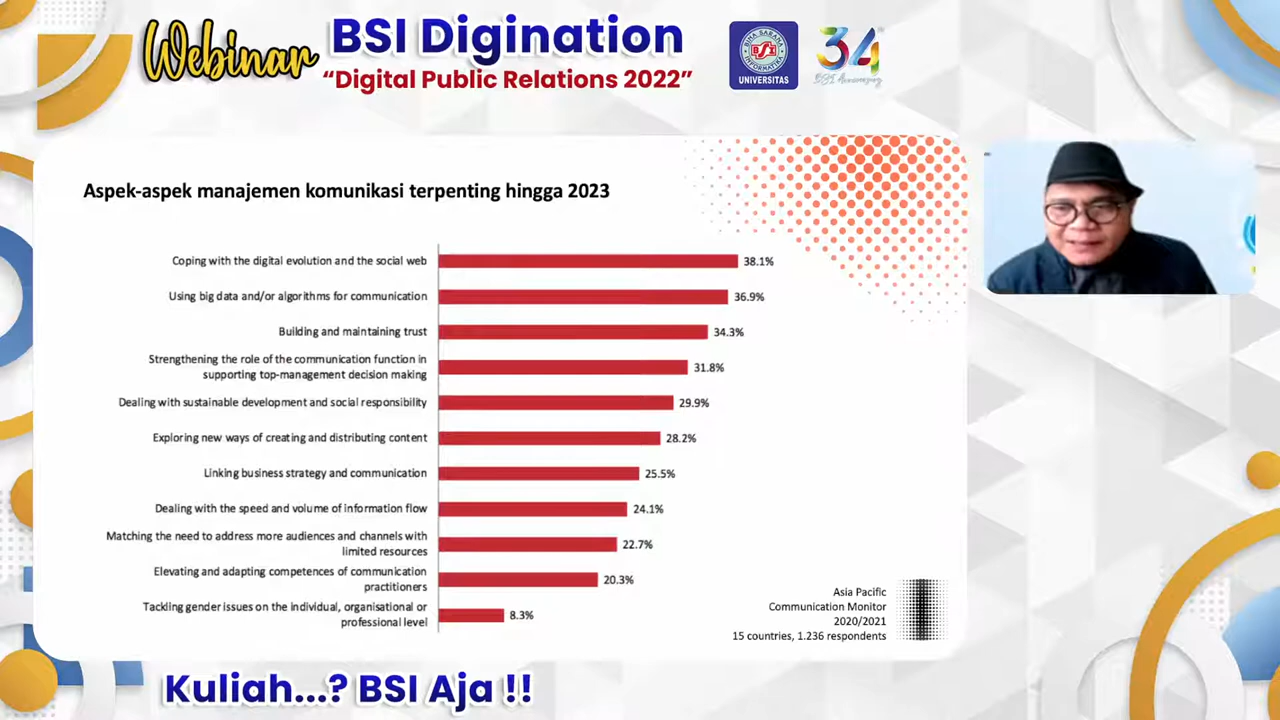 Webinar
BSI Digination
“Digital Public Relations 2022”
BSI
UNIVERSITAS
34
BSI Anniversary
Aspek-aspek manajemen komunikasi terpenting hingga 2023
Coping with the digital evolution and the social web
38.1%
Using big data and/or algorithms for communication
36.9%
Building and maintaining trust
34.3%
Strengthening the role of the communication function in
supporting top-management decision making
31.8%
Dealing with sustainable development and social responsibility
29.9%
Exploring new ways of creating and distributing content
28.2%
Linking business strategy and communication
25.5%
Dealing with the speed and volume of information flow
24.1%
Matching the need to address more audiences and channels with
limited resources
22.7%
Elevating and adapting competences of communication
practitioners
20.3%
Tackling gender issues on the individual, organisational or
professional level
8.3%
Asia Pacific
Communication Monitor
2020/2021
15 countries, 1.236 respondents
Kuliah...? BSI Aja !!